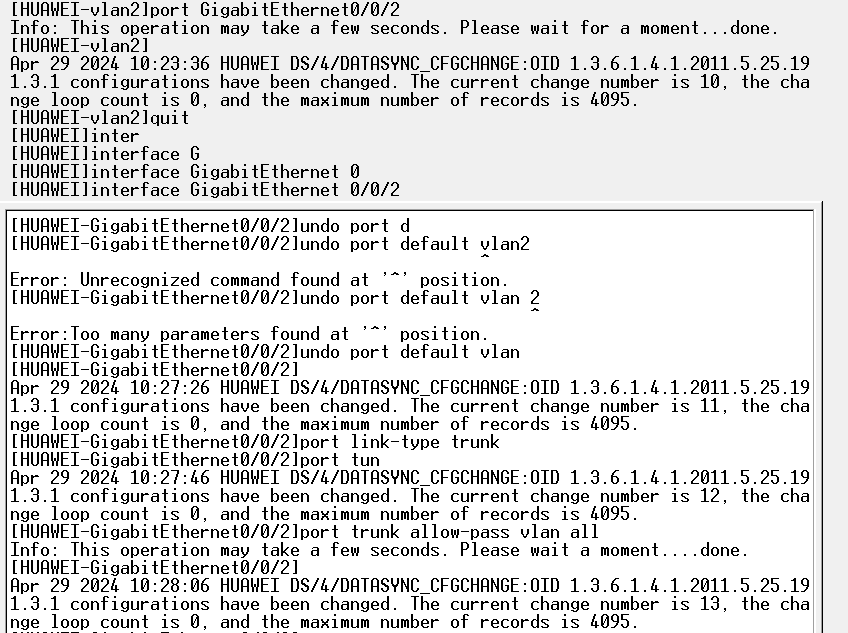 [HUAWEI-vlan2]port GigabitEthernet0/0/2
Info: This operation may take a few seconds. Please wait for a moment...done.
[HUAWEI-vlan2]
Apr 29 2024 10:23:36 HUAWEI DS/4/DATASYNC_CFGCHANGE:OID 1.3.6.1.4.1.2011.5.25.19
1.3.1 configurations have been changed. The current change number is 10, the cha
nge loop count is 0, and the maximum number of records is 4095.
[HUAWEI-vlan2]quit
[HUAWEI]inter
[HUAWEI]interface G
[HUAWEI]interface GigabitEthernet 0
[HUAWEI]interface GigabitEthernet 0/0/2
[HUAWEI-GigabitEthernet0/0/2]undo port d
[HUAWEI-GigabitEthernet0/0/2]undo port default vlan2
^
Error: Unrecognized command found at '^' position.
[HUAWEI-GigabitEthernet0/0/2]undo port default vlan 2
^
Error:Too many parameters found at '^' position.
[HUAWEI-GigabitEthernet0/0/2]undo port default vlan
[HUAWEI-GigabitEthernet0/0/2]
Apr 29 2024 10:27:26 HUAWEI DS/4/DATASYNC_CFGCHANGE:OID 1.3.6.1.4.1.2011.5.25.19
1.3.1 configurations have been changed. The current change number is 11, the cha
nge loop count is 0, and the maximum number of records is 4095.
[HUAWEI-GigabitEthernet0/0/2]port link-type trunk
[HUAWEI-GigabitEthernet0/0/2]port tun
Apr 29 2024 10:27:46 HUAWEI DS/4/DATASYNC_CFGCHANGE:OID 1.3.6.1.4.1.2011.5.25.19
1.3.1 configurations have been changed. The current change number is 12, the cha
nge loop count is 0, and the maximum number of records is 4095.
[HUAWEI-GigabitEthernet0/0/2]port trunk allow-pass vlan all
Info: This operation may take a few seconds. Please wait a moment....done.
[HUAWEI-GigabitEthernet0/0/2]
Apr 29 2024 10:28:06 HUAWEI DS/4/DATASYNC_CFGCHANGE:OID 1.3.6.1.4.1.2011.5.25.19
1.3.1 configurations have been changed. The current change number is 13, the cha
nge loop count is 0, and the maximum number of records is 4095.